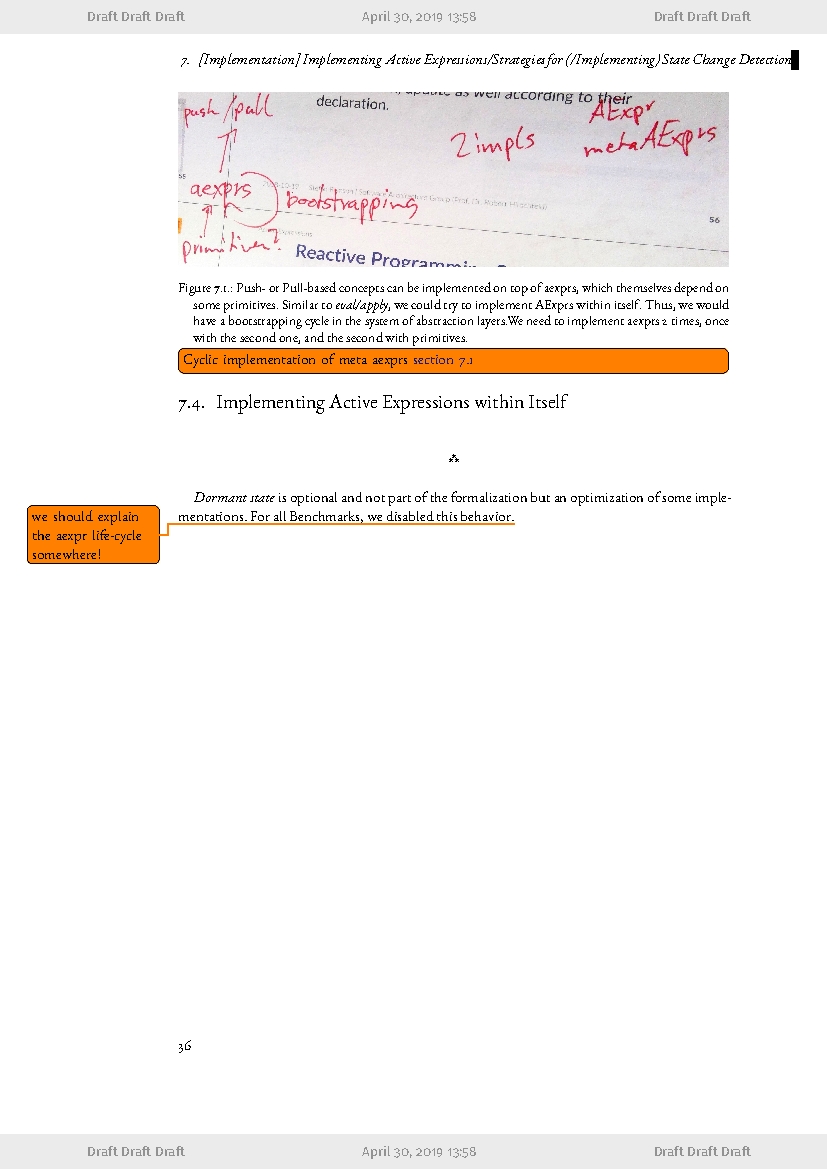 Draft Draft Draft April 30, 2019 13:58 Draft Draft Draft
7. [Implementation] Implementing Active Expressions/Strategies for (/Implementing) State Change Detection
as well according to their
declaration.
push/pull
2 impls
AExpr
metaAExprs
55
aexprs
bootstrapping
56
primitives?
Reactive Programming
Figure 7.1.: Push- or Pull-based concepts can be implemented on top of aexprs, which themselves depend on
some primitives. Similar to eval/apply, we could try to implement AExprs within itself. Thus, we would
have a bootstrapping cycle in the system of abstraction layers.We need to implement aexprs 2 times, once
with the second one, and the second with primitives.
Cyclic implementation of meta aexprs section 7.1
7.4. Implementing Active Expressions within Itself
⁂
Dormant state is optional and not part of the formalization but an optimization of some imple-
mentations. For all Benchmarks, we disabled this behavior.
we should explain
the aexpr life-cycle
somewhere!
36
Draft Draft Draft April 30, 2019 13:58 Draft Draft Draft